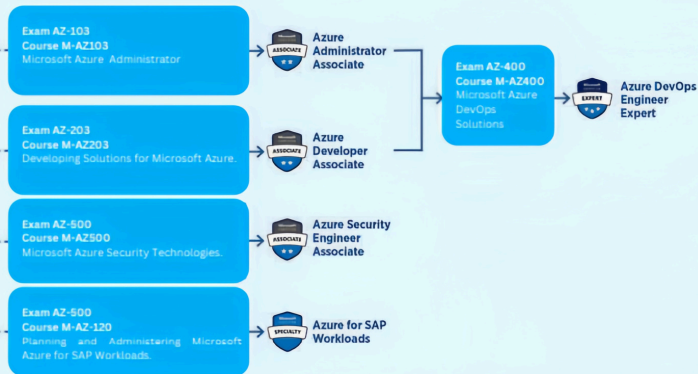 Exam AZ-103
Course M-AZ103
Microsoft Azure Administrator
ASSOCIATE
Azure
Administrator
Associate
Exam AZ-400
Course M-AZ400
Microsoft Azure
DevOps
Solutions
EXPERT
Azure DevOps
Engineer
Expert
Exam AZ-203
Course M-AZ203
Developing Solutions for Microsoft Azure.
ASSOCIATE
Azure
Developer
Associate
Exam AZ-500
Course M-AZ500
Microsoft Azure Security Technologies.
ASSOCIATE
Azure Security
Engineer
Associate
Exam AZ-500
Course M-AZ-120
Planning and Administering Microsoft
Azure for SAP Workloads.
SPECIALTY
Azure for SAP
Workloads